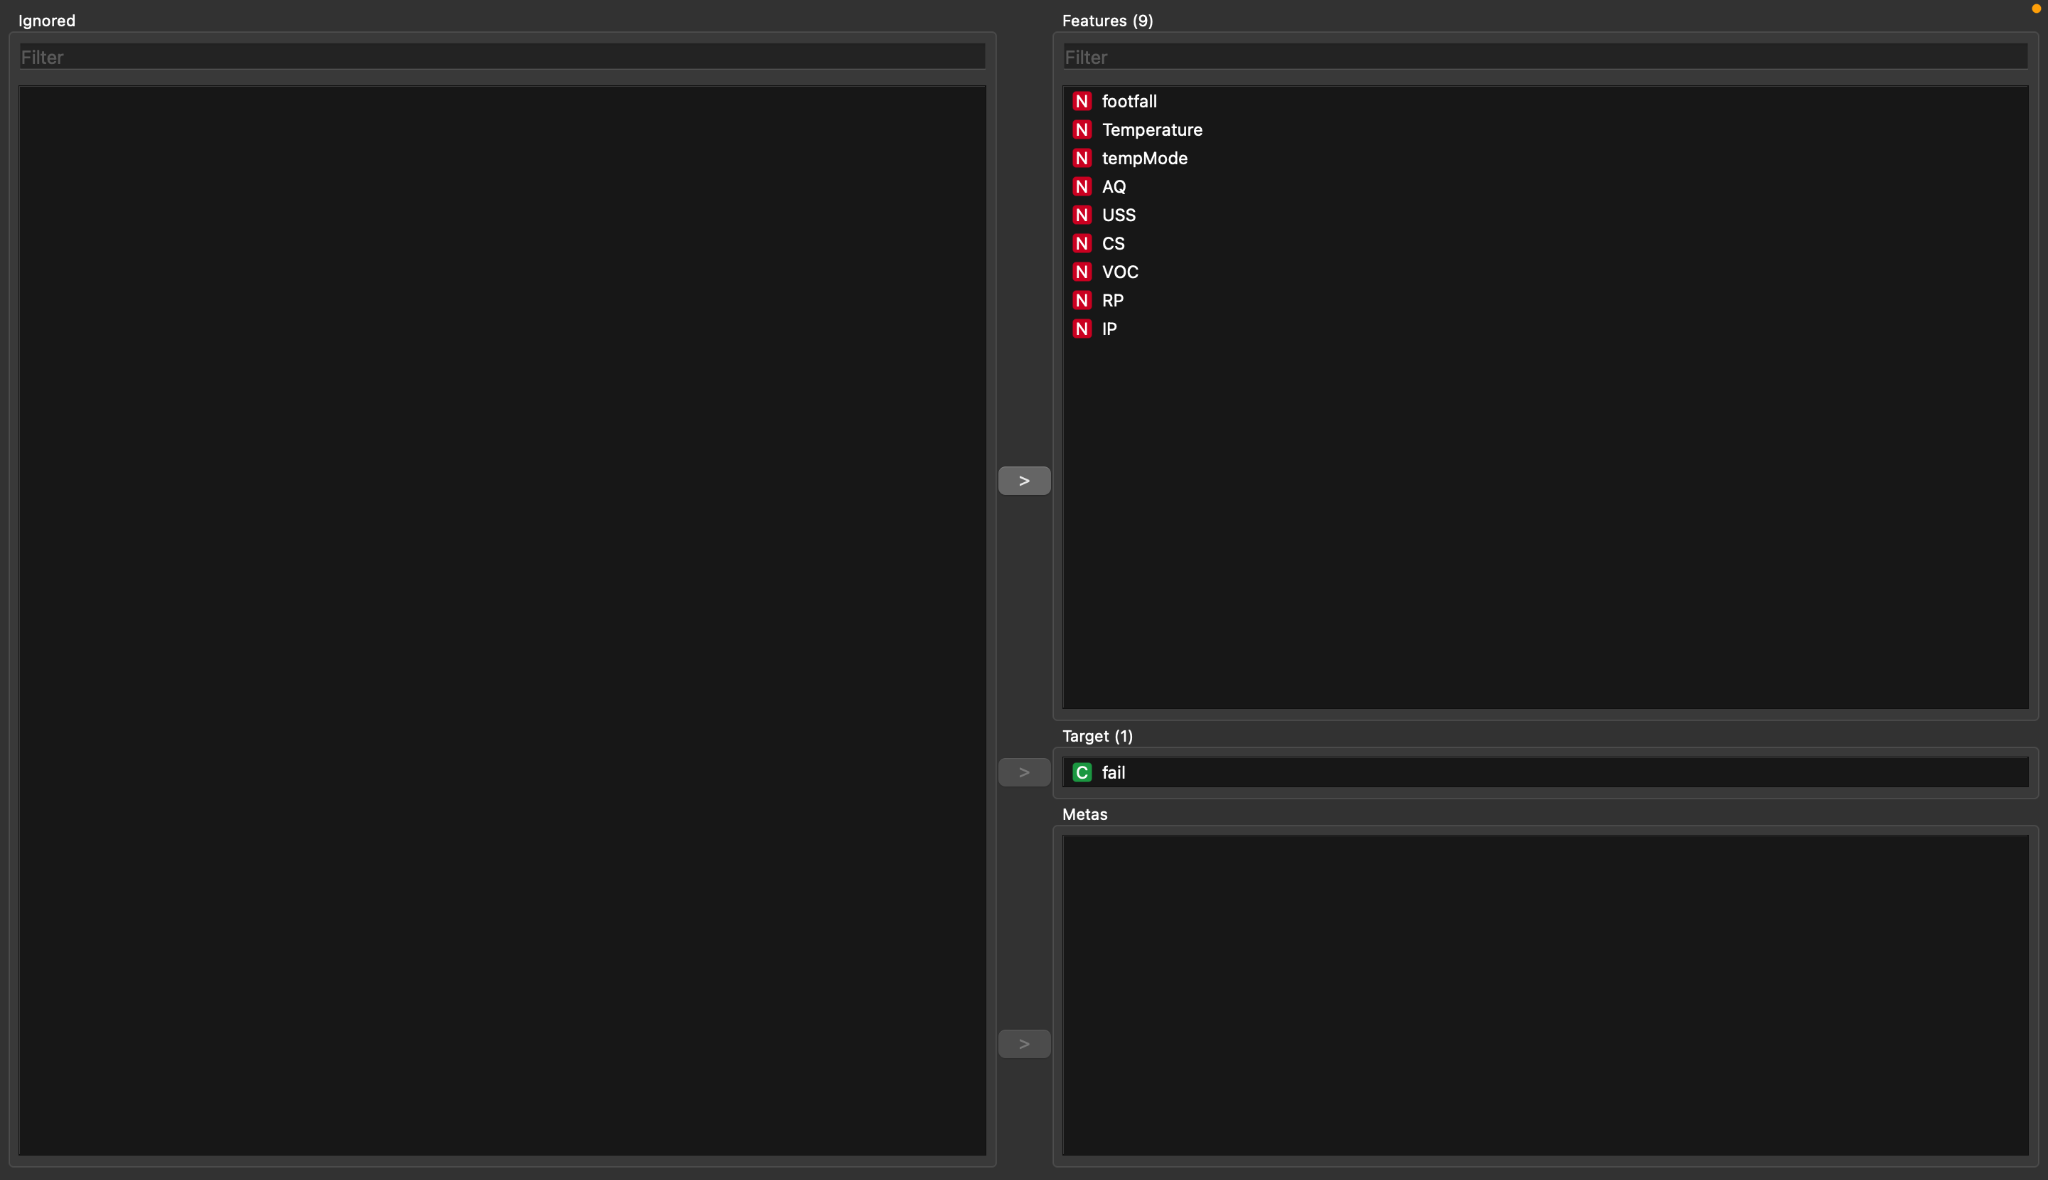 Ignored
Filter
>
>
>
Features (9)
Filter
N footfall
N Temperature
N tempMode
N AQ
N USS
N CS
N VOC
N RP
N IP
Target (1)
C fail
Metas